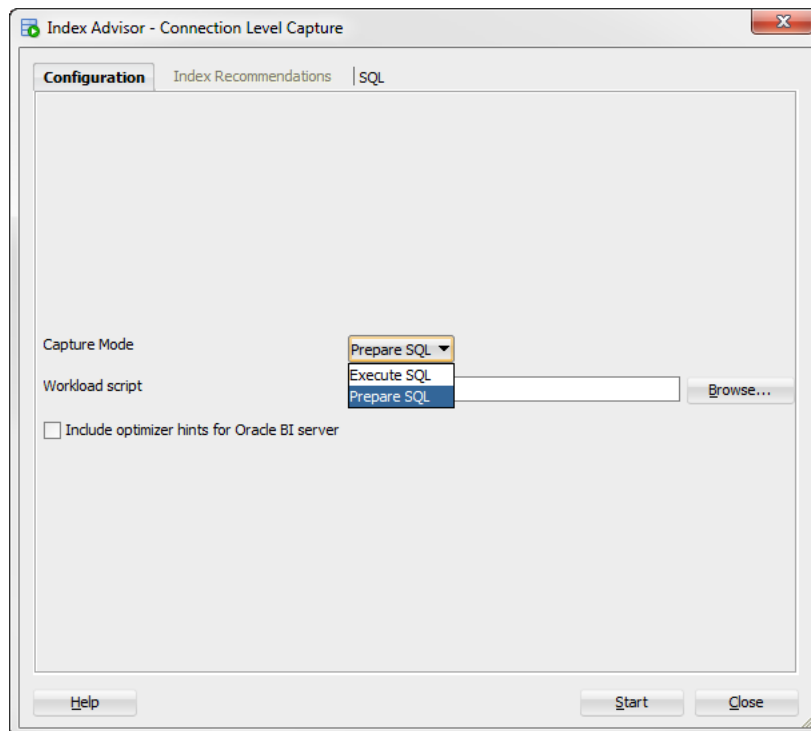 Index Advisor - Connection Level Capture
Configuration Index Recommendations SQL
Capture Mode Prepare SQL
Execute SQL
Prepare SQL
Workload script Browse...
Include optimizer hints for Oracle BI server
Help Start Close